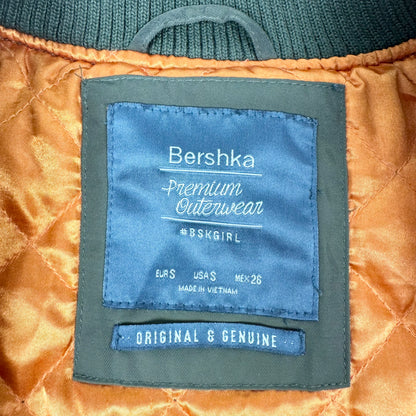 Bershka
Premium
Outerwear
#BSKGIRL
EUR S USA S MEX 26
MADE IN VIETNAM
ORIGINAL & GENUINE